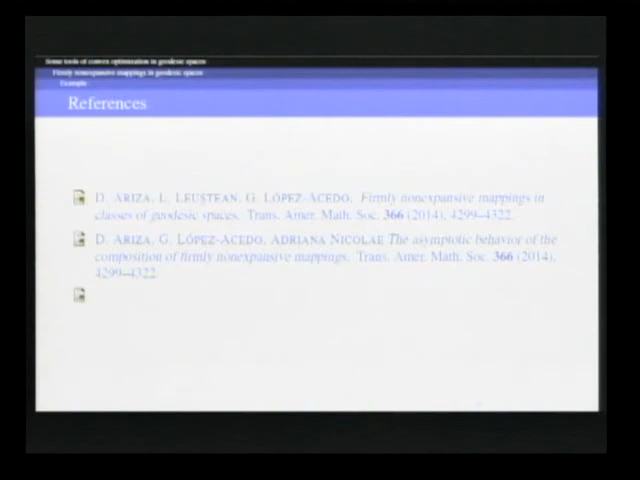 Some tools of convex optimization in geodesic spaces
Firmly nonexpansive mappings in geodesic spaces
Example
References
D. ARIZA, L. LEUŞTEAN, G. LÓPEZ-ACEDO, Firmly nonexpansive mappings in
classes of geodesic spaces. Trans. Amer. Math. Soc. 366 (2014), 4299–4322.
D. ARIZA, G. LÓPEZ-ACEDO, ADRIANA NICOLAE The asymptotic behavior of the
composition of firmly nonexpansive mappings. Trans. Amer. Math. Soc. 366 (2014),
4299–4322.